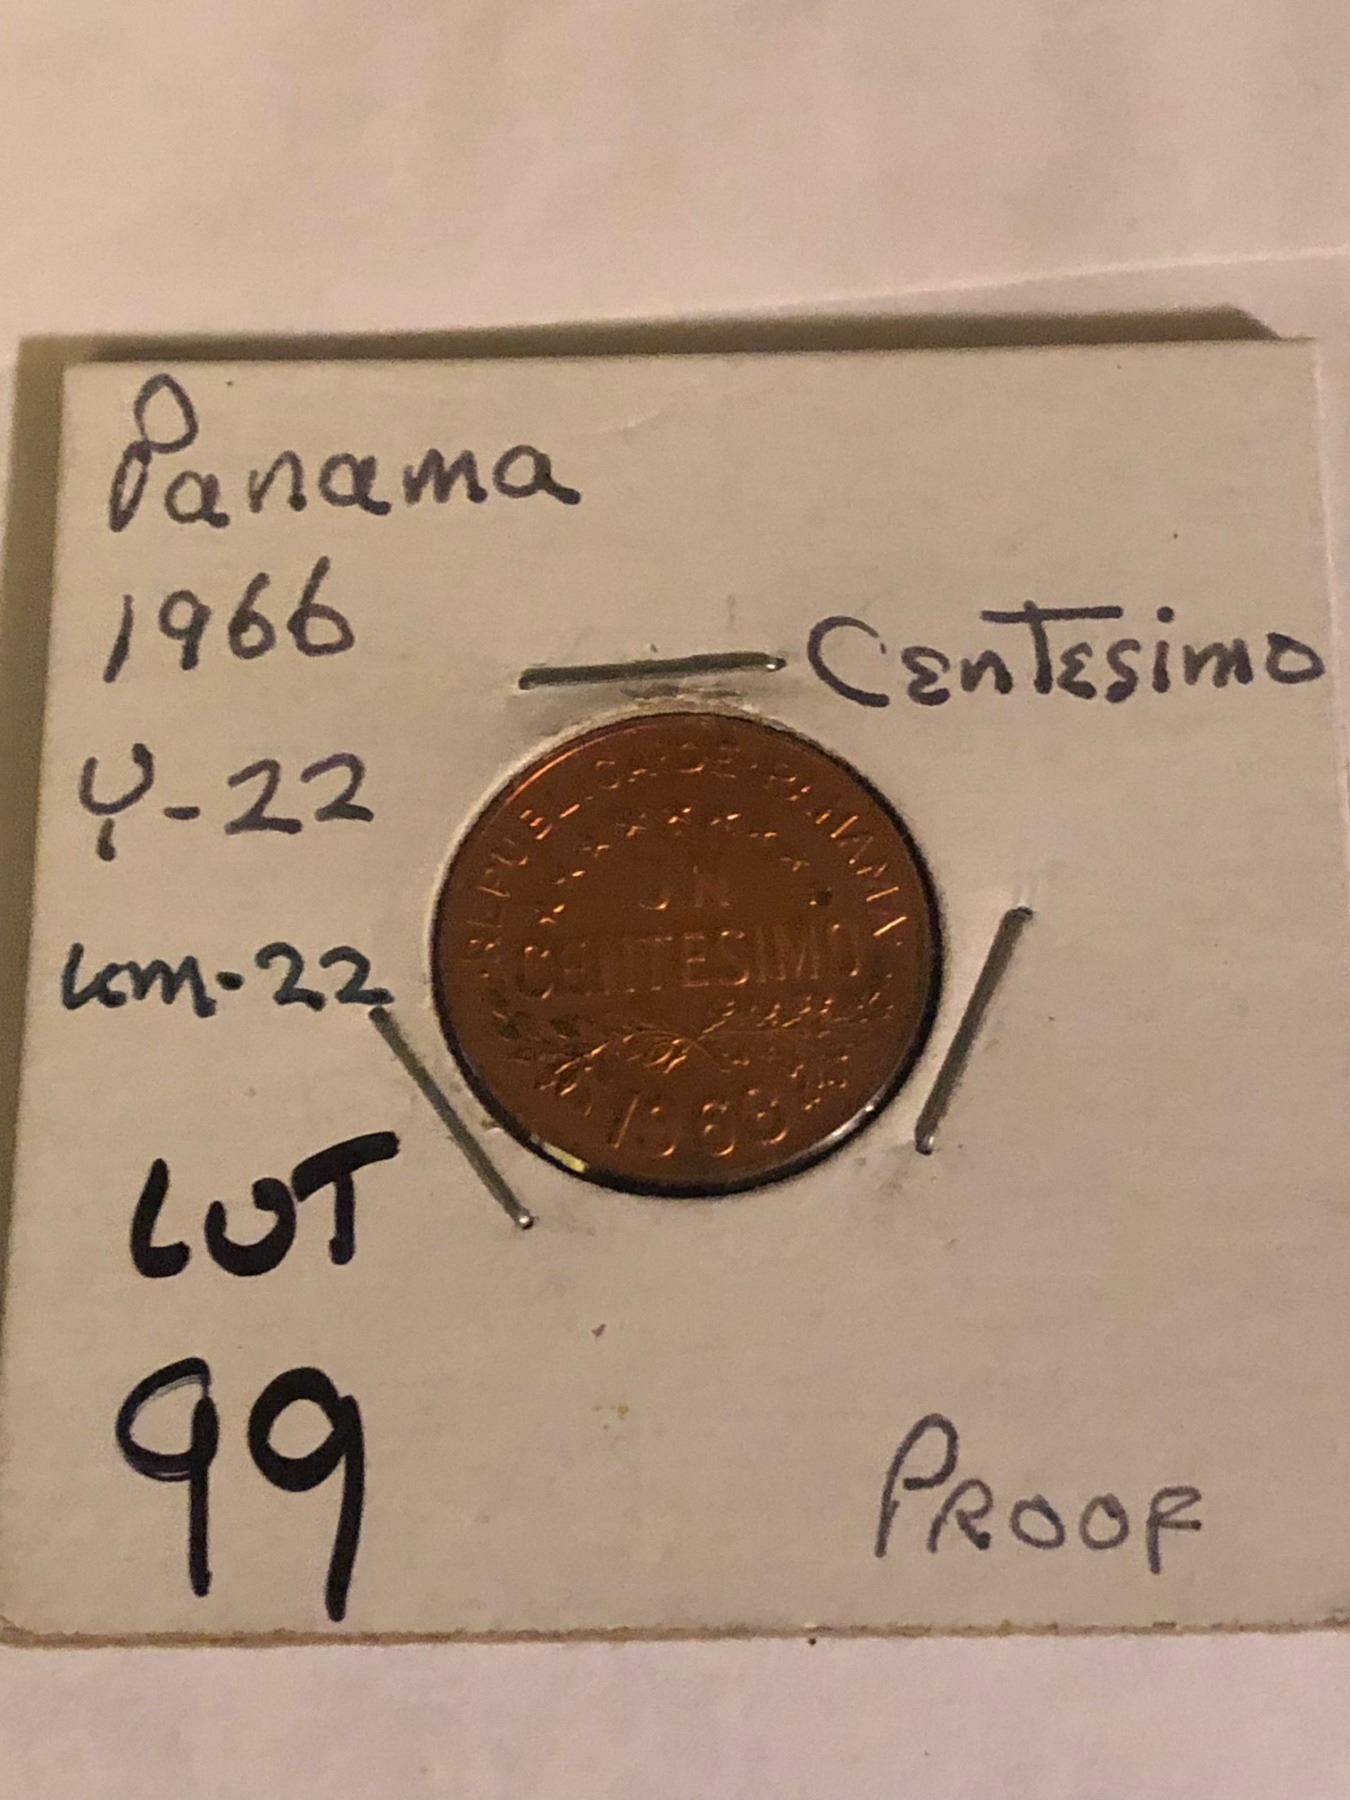 Panama
1966
Centesimo
Y-22
REPUBLICA·DE·PANAMA
UN
CENTESIMO
km-22
1966
LOT
99
PROOF